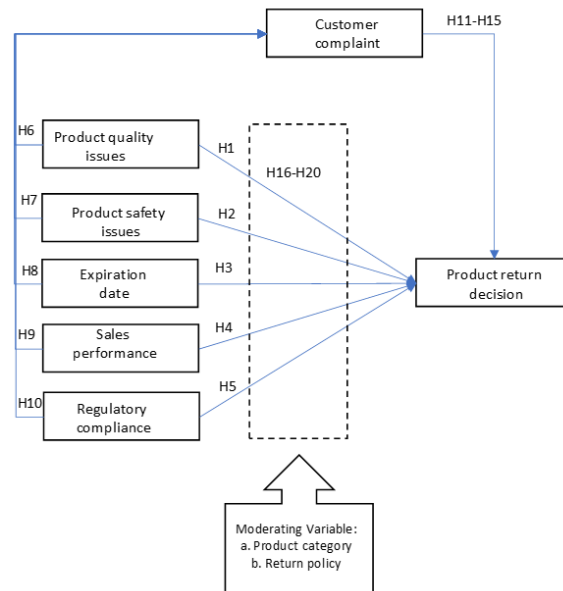 Customer
complaint
H11-H15
H6
Product quality
issues
H1
H16-H20
H7
Product safety
issues
H2
H8
Expiration
date
H3
Product return
decision
H9
Sales
performance
H4
H10
Regulatory
compliance
H5
Moderating Variable:
a. Product category
b. Return policy